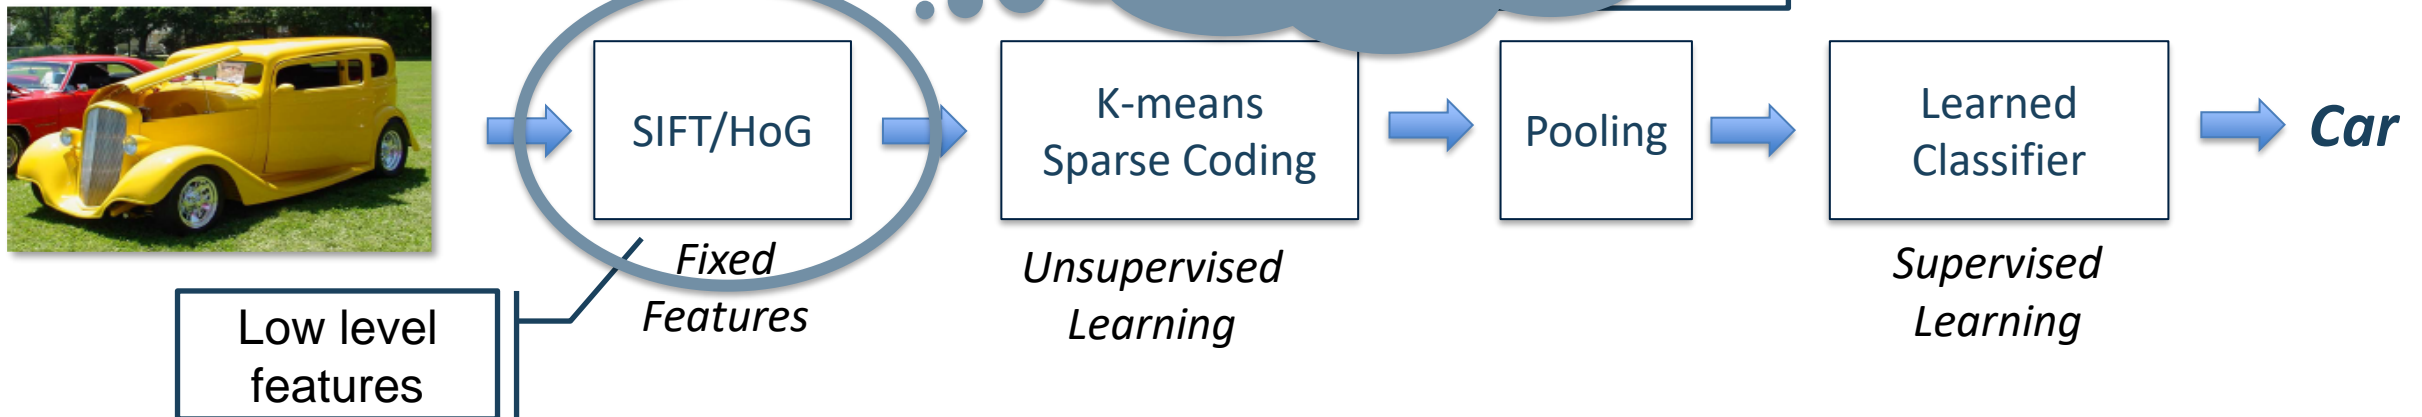 SIFT/HoG
K-means
Sparse Coding
Pooling
Learned
Classifier
Car
Fixed
Features
Unsupervised
Learning
Supervised
Learning
Low level
features